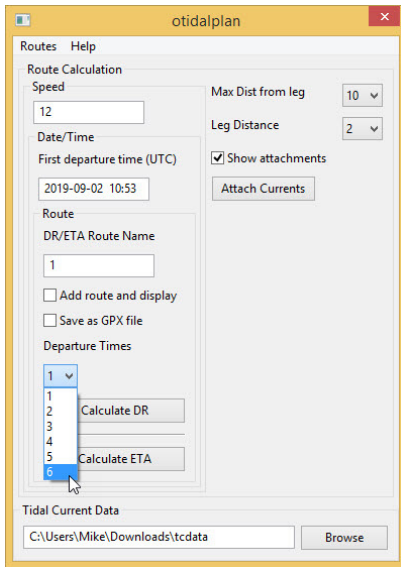 otidalplan
Routes Help
Route Calculation
Speed
12
Date/Time
First departure time (UTC)
2019-09-02 10:53
Route
DR/ETA Route Name
1
Add route and display
Save as GPX file
Departure Times
1
1
2
3
4
5
6
Calculate DR
Calculate ETA
Max Dist from leg 10
Leg Distance 2
Show attachments
Attach Currents
Tidal Current Data
C:\Users\Mike\Downloads\tcdata Browse